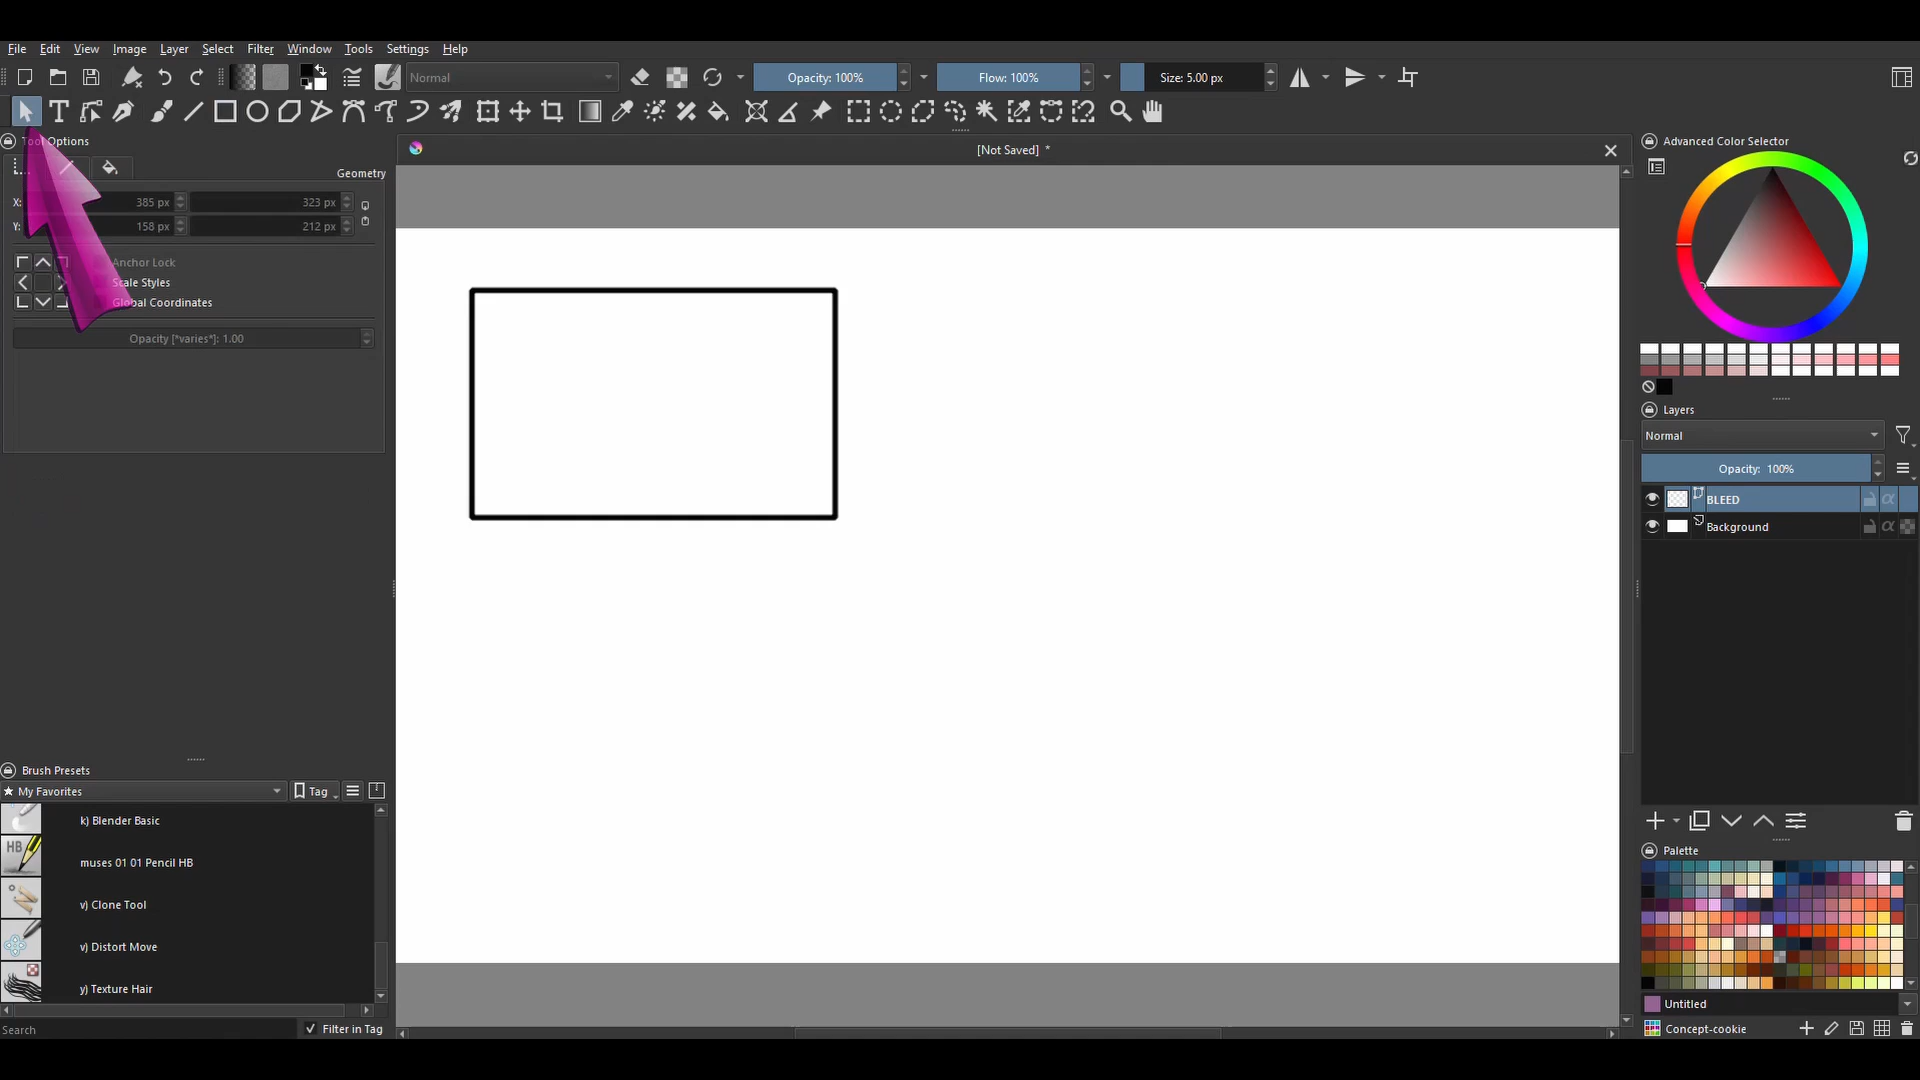 File Edit View Image Layer Select Filter Window Tools Settings Help
Normal Opacity: 100% Flow: 100% Size: 5.00 px
Tool Options
[Not Saved] *
Advanced Color Selector
Geometry
X: 385 px 323 px
Y: 158 px 212 px
Anchor Lock
Scale Styles
Global Coordinates
Opacity [*varies*]: 1.00
Layers
Normal
Opacity: 100%
BLEED
Background
Brush Presets
My Favorites Tag
k) Blender Basic
HB muses 01 01 Pencil HB
v) Clone Tool
v) Distort Move
y) Texture Hair
Search Filter in Tag
Palette
Untitled
Concept-cookie